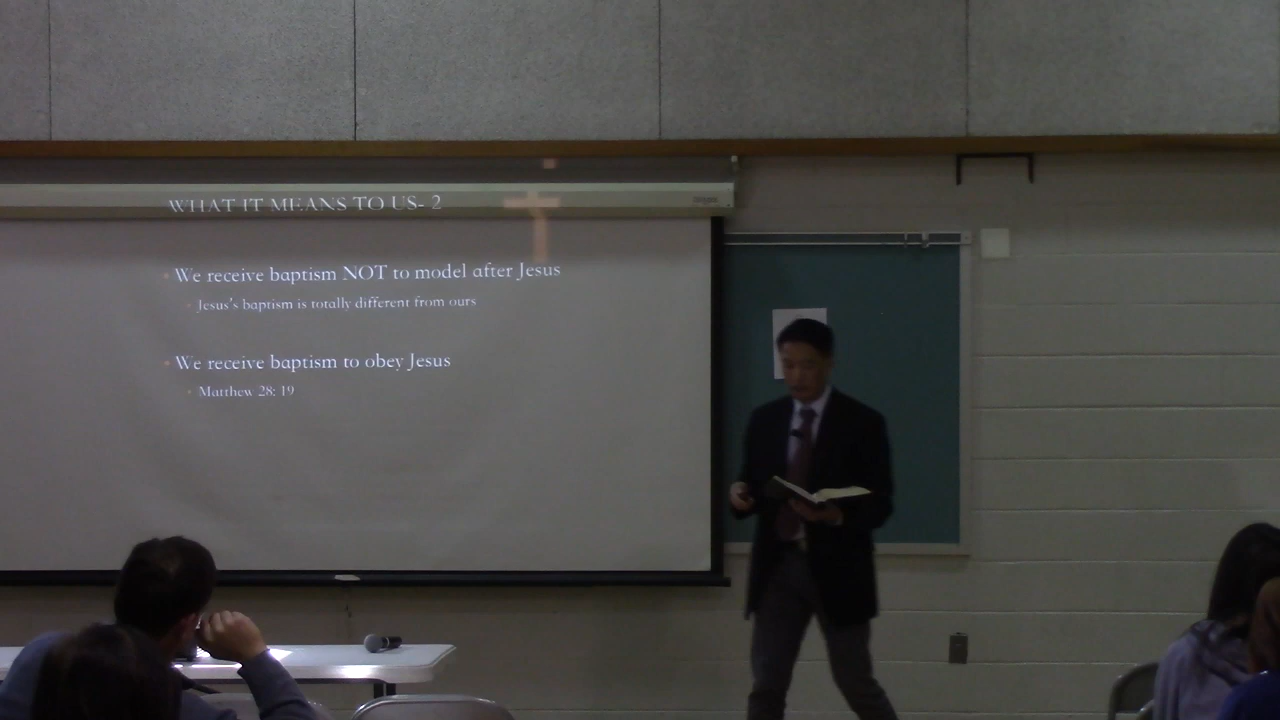 WHAT IT MEANS TO US- 2
We receive baptism NOT to model after Jesus
Jesus's baptism is totally different from ours
We receive baptism to obey Jesus
Matthew 28: 19